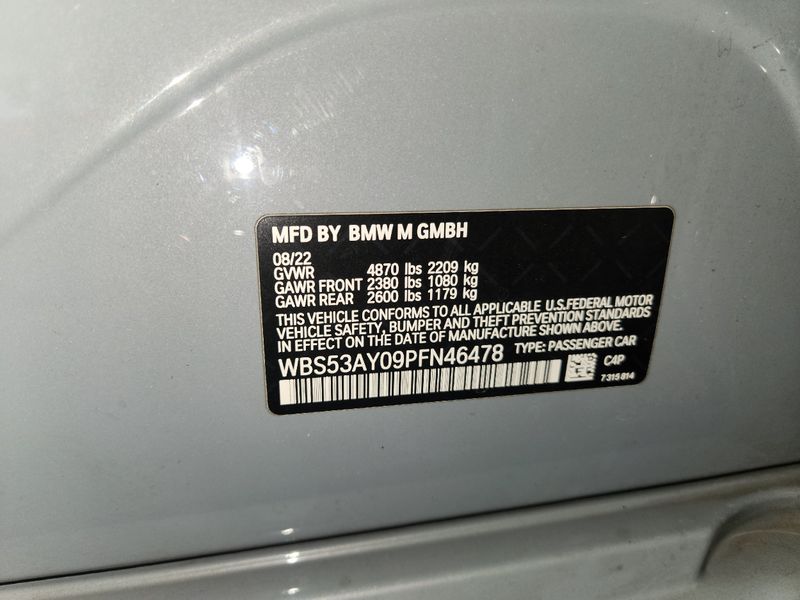 MFD BY BMW M GMBH
08/22
GVWR 4870 lbs 2209 kg
GAWR FRONT 2380 lbs 1080 kg
GAWR REAR 2600 lbs 1179 kg
THIS VEHICLE CONFORMS TO ALL APPLICABLE U.S.FEDERAL MOTOR
VEHICLE SAFETY, BUMPER AND THEFT PREVENTION STANDARDS
IN EFFECT ON THE DATE OF MANUFACTURE SHOWN ABOVE.
WBS53AY09PFN46478 TYPE: PASSENGER CAR
C4P
7315814